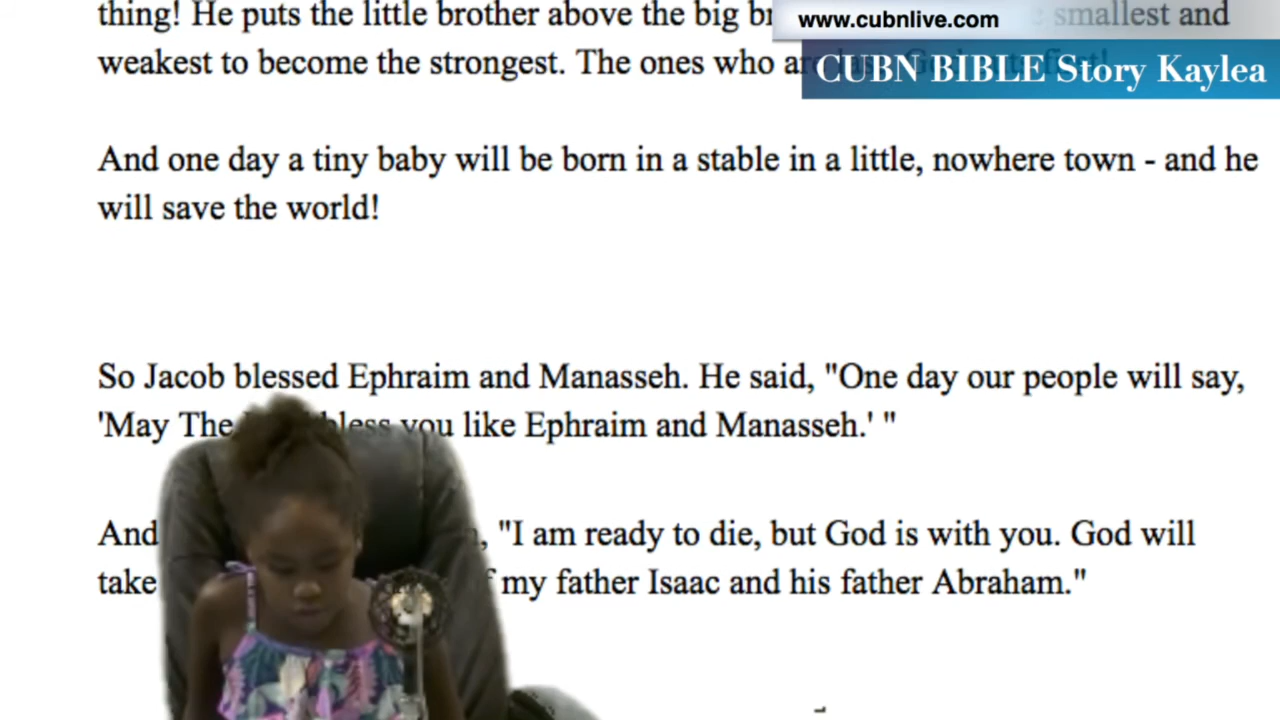 thing! He puts the little brother above the big smallest and
www.cubnlive.com
weakest to become the strongest. The ones who
CUBN BIBLE Story Kaylea
And one day a tiny baby will be born in a stable in a little, nowhere town - and he
will save the world!
So Jacob blessed Ephraim and Manasseh. He said, "One day our people will say,
'May The bless you like Ephraim and Manasseh.' "
And "I am ready to die, but God is with you. God will
take my father Isaac and his father Abraham."